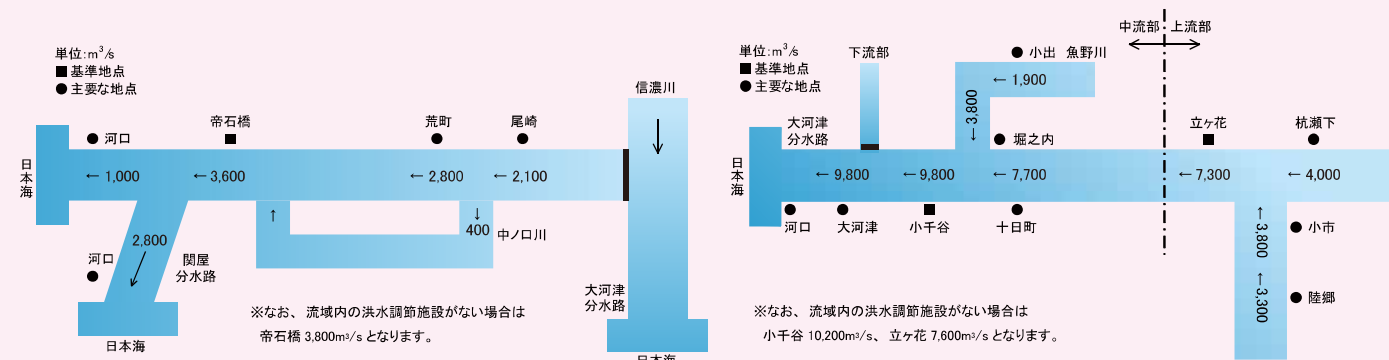 単位:m³/s
■基準地点
●主要な地点
信濃川
帝石橋
荒町
尾崎
河口
日本海
←1,000
←3,600
←2,800
←2,100
↓
↑
↓
400
中ノ口川
2,800
河口
関屋
分水路
日本海
大河津
分水路
日本海
※なお、流域内の洪水調節施設がない場合は
帝石橋 3,800m³/s となります。
中流部
上流部
単位:m³/s
■基準地点
●主要な地点
下流部
小出
魚野川
←1,900
←3,800
大河津
分水路
堀之内
立ヶ花
杭瀬下
日本海
←9,800
←9,800
←7,700
←7,300
←4,000
河口
大河津
小千谷
十日町
←3,800
小市
←3,300
陸郷
※なお、流域内の洪水調節施設がない場合は
小千谷 10,200m³/s、立ヶ花 7,600m³/s となります。